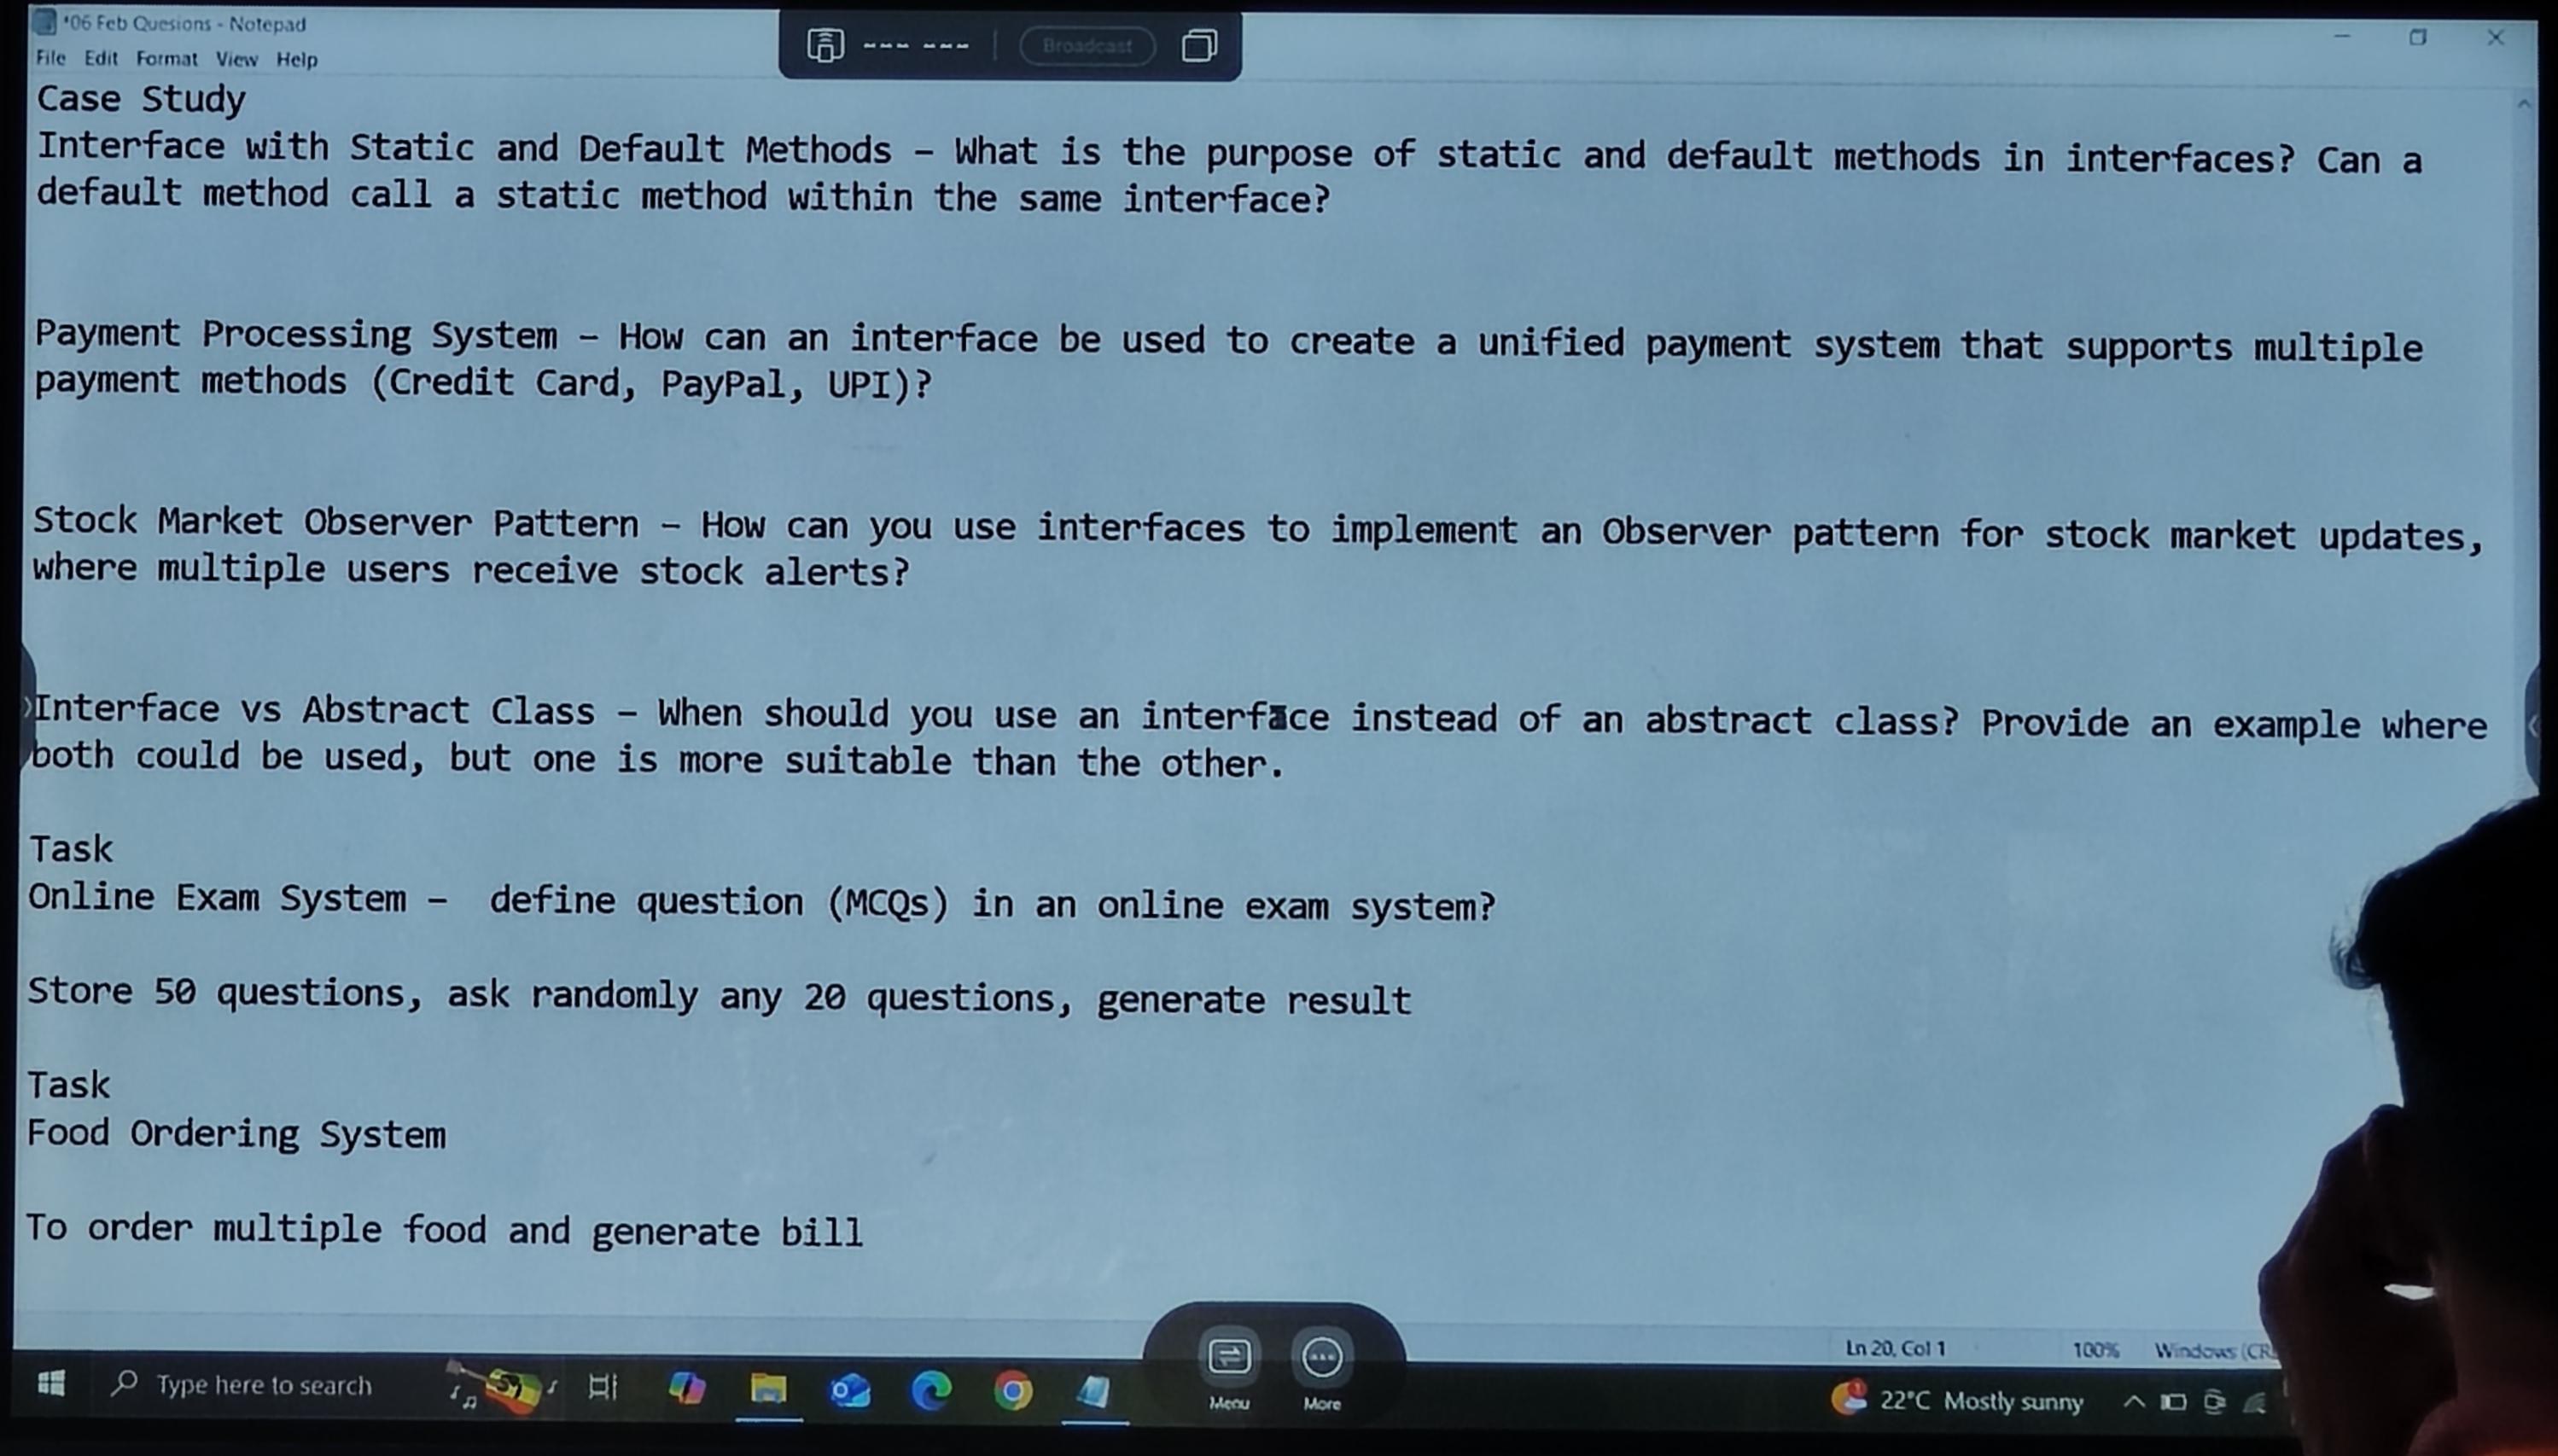 *06 Feb Quesions - Notepad
File Edit Format View Help
Broadcast
Case Study
Interface with Static and Default Methods – What is the purpose of static and default methods in interfaces? Can a
default method call a static method within the same interface?
Payment Processing System – How can an interface be used to create a unified payment system that supports multiple
payment methods (Credit Card, PayPal, UPI)?
Stock Market Observer Pattern – How can you use interfaces to implement an Observer pattern for stock market updates,
where multiple users receive stock alerts?
Interface vs Abstract Class – When should you use an interface instead of an abstract class? Provide an example where
both could be used, but one is more suitable than the other.
Task
Online Exam System – define question (MCQs) in an online exam system?
Store 50 questions, ask randomly any 20 questions, generate result
Task
Food Ordering System
To order multiple food and generate bill
Ln 20, Col 1 100% Windows
Type here to search
Menu More
22°C Mostly sunny